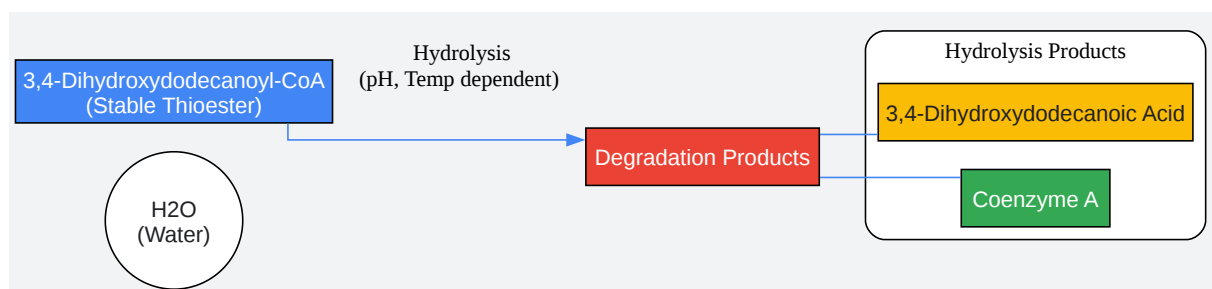 3,4-Dihydroxydodecanoyl-CoA
(Stable Thioester)
H2O
(Water)
Hydrolysis
(pH, Temp dependent)
Degradation Products
Hydrolysis Products
3,4-Dihydroxydodecanoic Acid
Coenzyme A